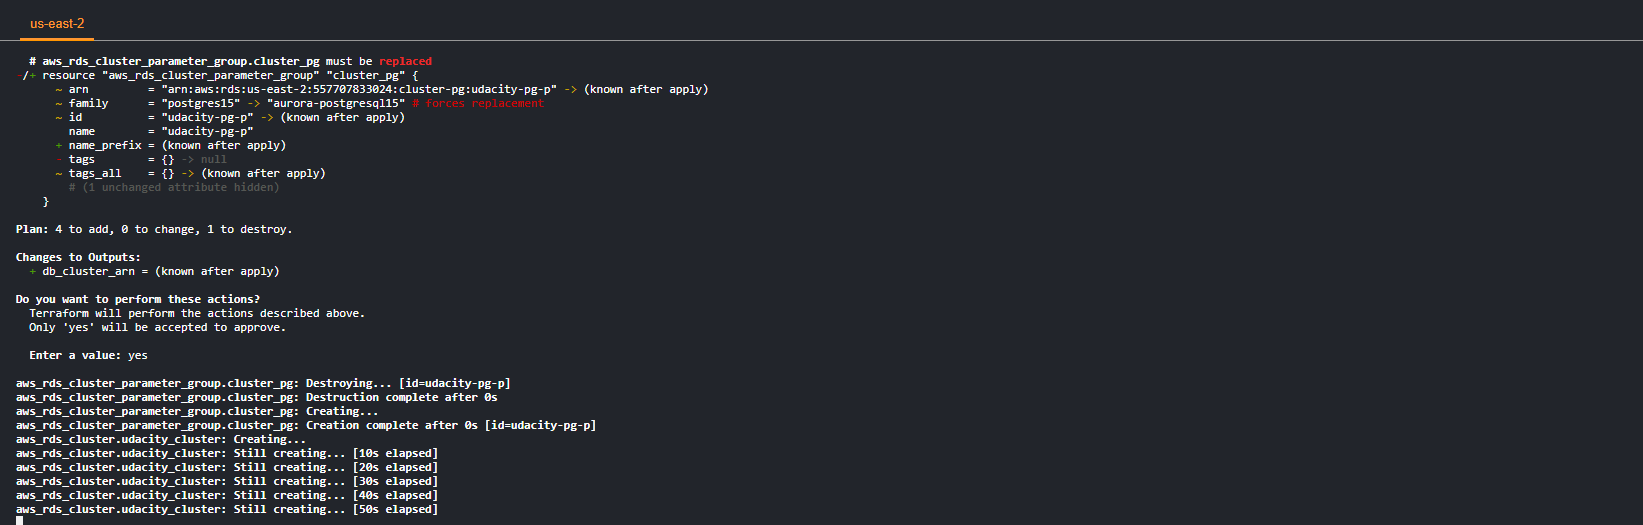 us-east-2
# aws_rds_cluster_parameter_group.cluster_pg must be replaced
-/+ resource "aws_rds_cluster_parameter_group" "cluster_pg" {
~ arn = "arn:aws:rds:us-east-2:557707833024:cluster-pg:udacity-pg-p" -> (known after apply)
~ family = "postgres15" -> "aurora-postgresql15" # forces replacement
~ id = "udacity-pg-p" -> (known after apply)
name = "udacity-pg-p"
+ name_prefix = (known after apply)
- tags = {} -> null
~ tags_all = {} -> (known after apply)
# (1 unchanged attribute hidden)
}
Plan: 4 to add, 0 to change, 1 to destroy.
Changes to Outputs:
+ db_cluster_arn = (known after apply)
Do you want to perform these actions?
Terraform will perform the actions described above.
Only 'yes' will be accepted to approve.
Enter a value: yes
aws_rds_cluster_parameter_group.cluster_pg: Destroying... [id=udacity-pg-p]
aws_rds_cluster_parameter_group.cluster_pg: Destruction complete after 0s
aws_rds_cluster_parameter_group.cluster_pg: Creating...
aws_rds_cluster_parameter_group.cluster_pg: Creation complete after 0s [id=udacity-pg-p]
aws_rds_cluster.udacity_cluster: Creating...
aws_rds_cluster.udacity_cluster: Still creating... [10s elapsed]
aws_rds_cluster.udacity_cluster: Still creating... [20s elapsed]
aws_rds_cluster.udacity_cluster: Still creating... [30s elapsed]
aws_rds_cluster.udacity_cluster: Still creating... [40s elapsed]
aws_rds_cluster.udacity_cluster: Still creating... [50s elapsed]